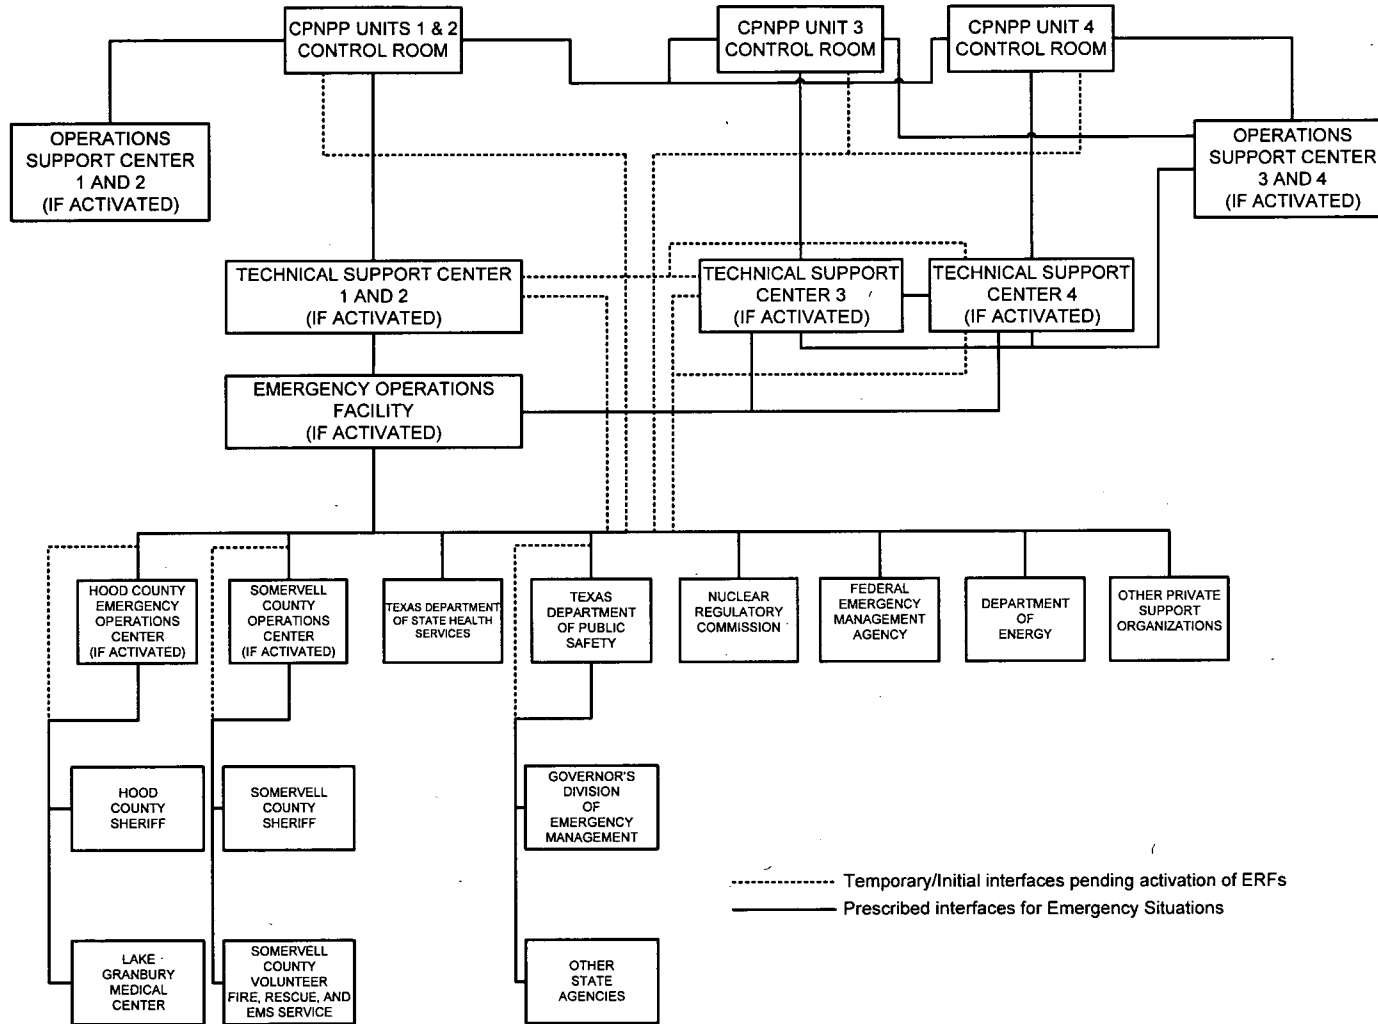 CPNPP UNITS 1 & 2
CONTROL ROOM
CPNPP UNIT 3
CONTROL ROOM
CPNPP UNIT 4
CONTROL ROOM
OPERATIONS
SUPPORT CENTER
1 AND 2
(IF ACTIVATED)
OPERATIONS
SUPPORT CENTER
3 AND 4
(IF ACTIVATED)
TECHNICAL SUPPORT CENTER
1 AND 2
(IF ACTIVATED)
TECHNICAL SUPPORT
CENTER 3
(IF ACTIVATED)
TECHNICAL SUPPORT
CENTER 4
(IF ACTIVATED)
EMERGENCY OPERATIONS
FACILITY
(IF ACTIVATED)
HOOD COUNTY
EMERGENCY
OPERATIONS
CENTER
(IF ACTIVATED)
SOMERVELL
COUNTY
OPERATIONS
CENTER
(IF ACTIVATED)
TEXAS DEPARTMENT
OF STATE HEALTH
SERVICES
TEXAS
DEPARTMENT
OF PUBLIC
SAFETY
NUCLEAR
REGULATORY
COMMISSION
FEDERAL
EMERGENCY
MANAGEMENT
AGENCY
DEPARTMENT
OF
ENERGY
OTHER PRIVATE
SUPPORT
ORGANIZATIONS
HOOD
COUNTY
SHERIFF
SOMERVELL
COUNTY
SHERIFF
GOVERNOR'S
DIVISION
OF
EMERGENCY
MANAGEMENT
Temporary/Initial interfaces pending activation of ERFs
Prescribed interfaces for Emergency Situations
LAKE
GRANBURY
MEDICAL
CENTER
SOMERVELL
COUNTY
VOLUNTEER
FIRE, RESCUE, AND
EMS SERVICE
OTHER
STATE
AGENCIES